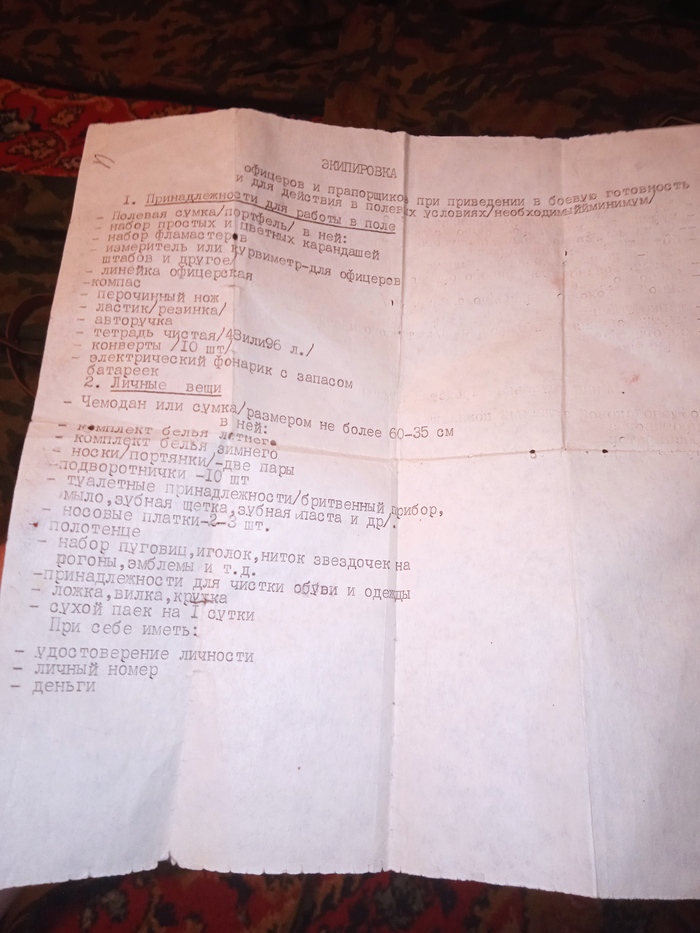 ЭКИПИРОВКА
офицеров и прапорщиков при приведении в боевую готовность
и для действия в полевых условиях/необходимыйминимум/
1. Принадлежности для работы в поле
- Полевая сумка/портфель/ в ней:
- набор простых и цветных карандашей
- набор фламастеров
- измеритель или курвиметр-для офицеров
штабов и другое/
- линейка офицерская
-компас
- перочинный нож
- ластик/резинка/
- авторучка
- тетрадь чистая/48или96 л./
- конверты /10 шт/
- электрический фонарик с запасом
батареек
2. Личные вещи
- Чемодан или сумка/размером не более 60-35 см
в ней:
- комплект белья летнего
- комплект белья зимнего
- носки/портянки/-две пары
-подворотнички -10 шт
- туалетные принадлежности/бритвенный прибор,
мыло,зубная щетка,зубная паста и др/.
- носовые платки-2-3 шт.
- полотенце
- набор пуговиц,иголок,ниток звездочек на
погоны,эмблемы и т.д.
-принадлежности для чистки обуви и одежды
- ложка,вилка,кружка
- сухой паек на I сутки
При себе иметь:
- удостоверение личности
- личный номер
- деньги